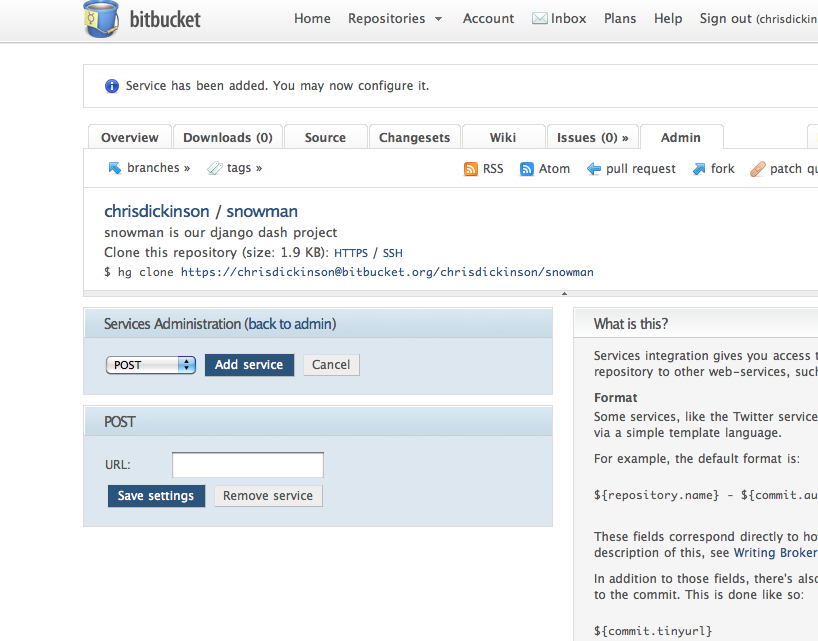 bitbucket
Home Repositories Account Inbox Plans Help Sign out (chrisdickin
Service has been added. You may now configure it.
Overview Downloads (0) Source Changesets Wiki Issues (0) » Admin
branches » tags » RSS Atom pull request fork patch qu
chrisdickinson / snowman
snowman is our django dash project
Clone this repository (size: 1.9 KB): HTTPS / SSH
$ hg clone https://chrisdickinson@bitbucket.org/chrisdickinson/snowman
Services Administration (back to admin)
POST Add service Cancel
POST
URL:
Save settings Remove service
What is this?
Services integration gives you access t
repository to other web-services, such
Format
Some services, like the Twitter service
via a simple template language.
For example, the default format is:
${repository.name} - ${commit.au
These fields correspond directly to ho
description of this, see Writing Broker
In addition to those fields, there's also
to the commit. This is done like so:
${commit.tinyurl}